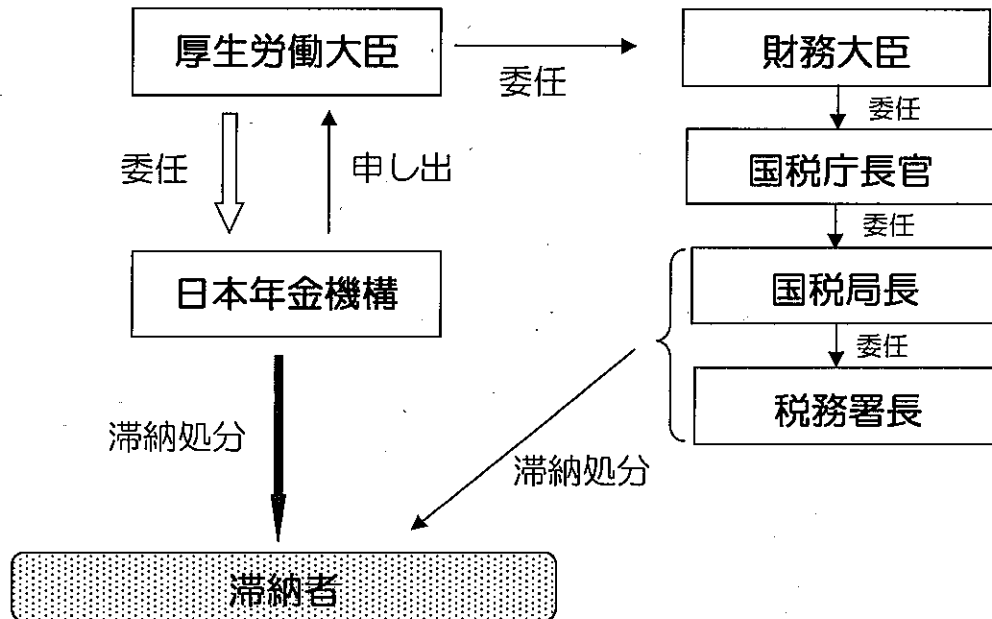 厚生労働大臣
委任
財務大臣
委任
委任
申し出
国税庁長官
委任
日本年金機構
国税局長
委任
税務署長
滞納処分
滞納処分
滞納者